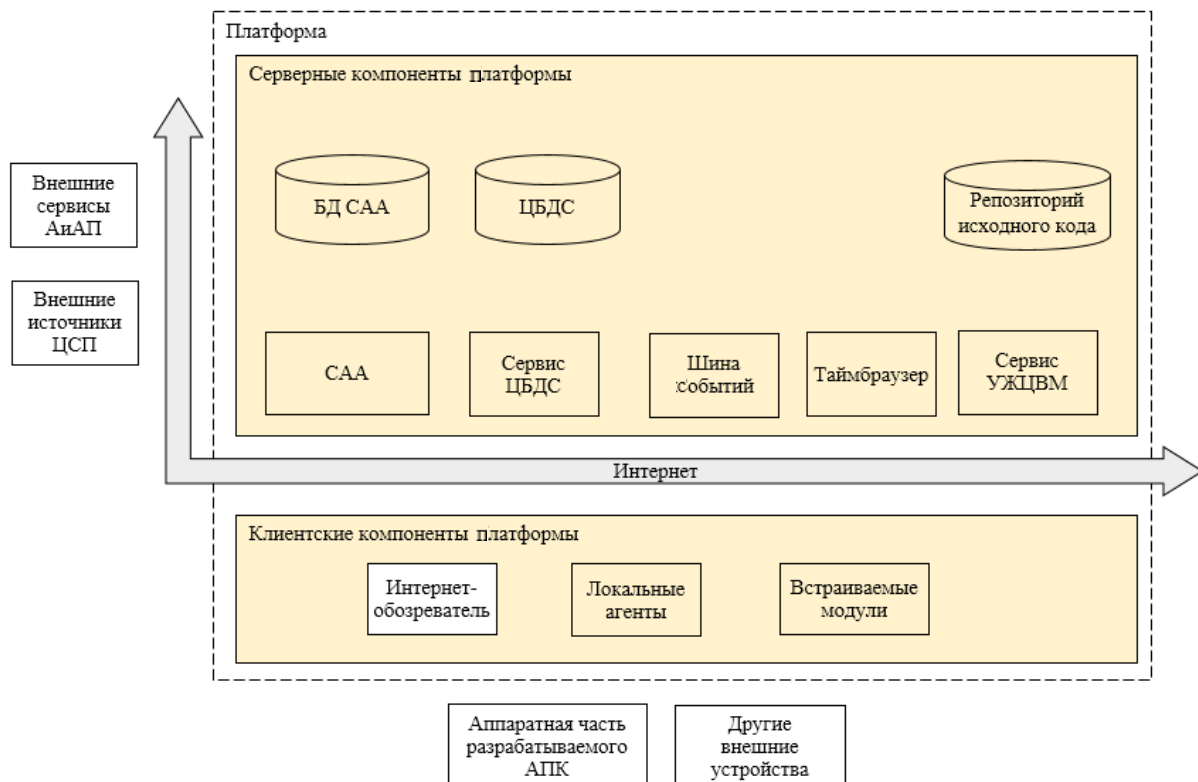 Платформа
Серверные компоненты платформы
Внешние
сервисы
АиАП
Внешние
источники
ЦСП
БД САА
ЦБДС
Репозиторий
исходного кода
САА
Сервис
ЦБДС
Шина
событий
Таймбраузер
Сервис
УЖЦВМ
Интернет
Клиентские компоненты платформы
Интернет-
обозреватель
Локальные
агенты
Встраиваемые
модули
Аппаратная часть
разрабатываемого
АПК
Другие
внешние
устройства